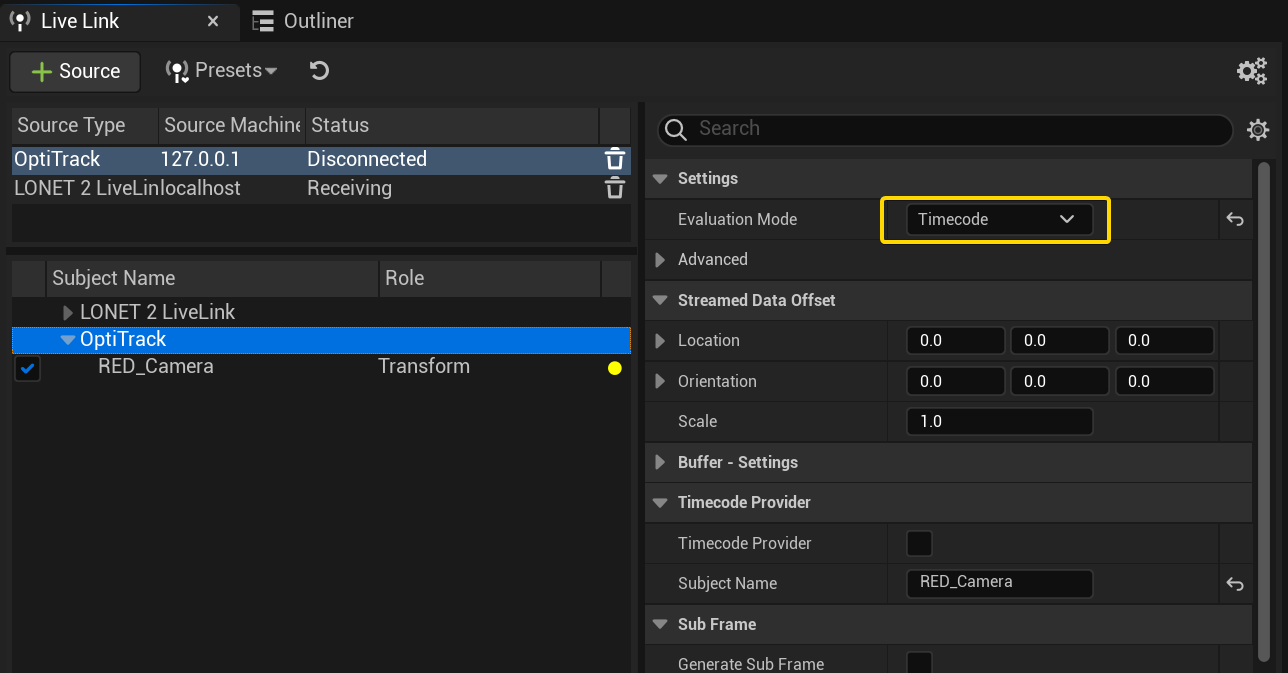 Live Link
Outliner
Source
Presets
Source Type Source Machine Status
OptiTrack 127.0.0.1 Disconnected
LONET 2 LiveLin localhost Receiving
Subject Name Role
LONET 2 LiveLink
OptiTrack
RED_Camera Transform
Search
Settings
Evaluation Mode Timecode
Advanced
Streamed Data Offset
Location 0.0 0.0 0.0
Orientation 0.0 0.0 0.0
Scale 1.0
Buffer - Settings
Timecode Provider
Timecode Provider
Subject Name RED_Camera
Sub Frame
Generate Sub Frame